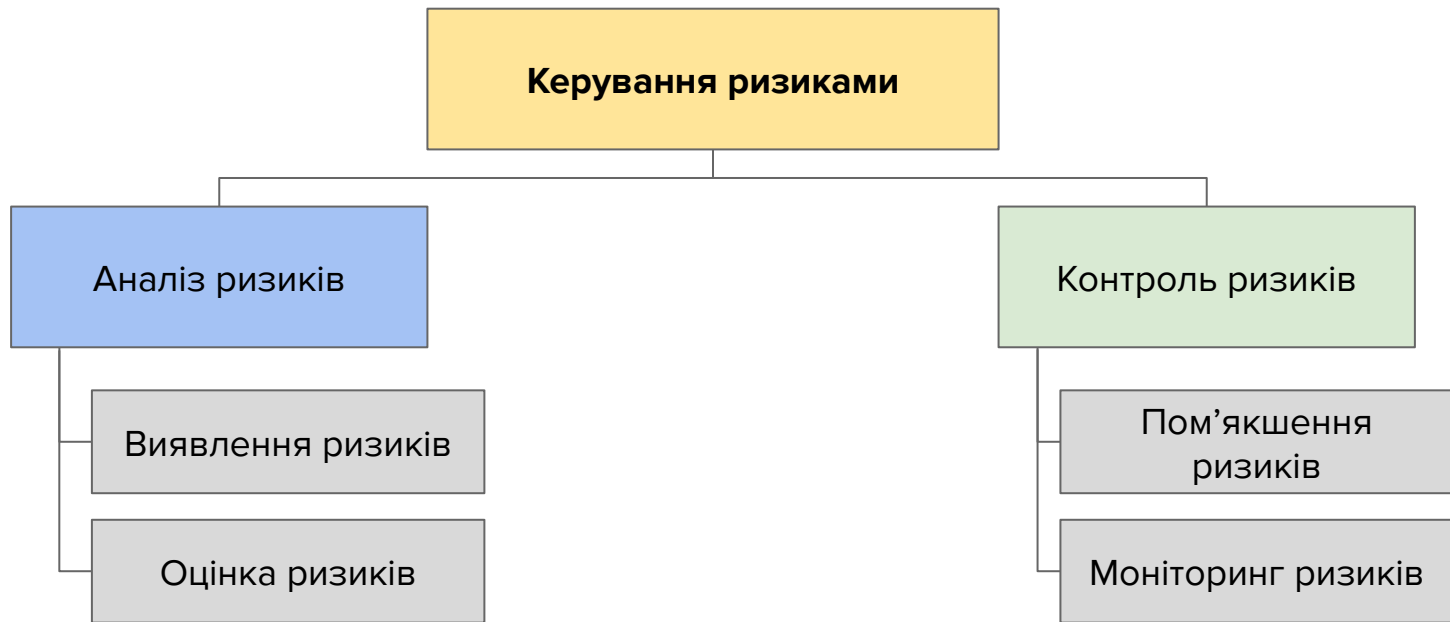 Керування ризиками
Аналіз ризиків
Контроль ризиків
Виявлення ризиків
Пом’якшення
ризиків
Оцінка ризиків
Моніторинг ризиків